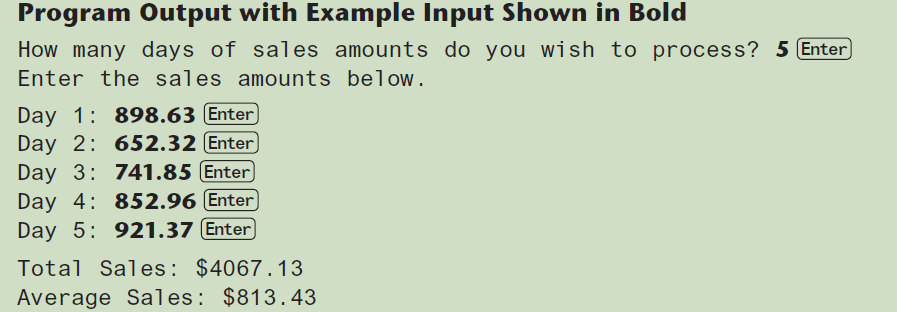 Program Output with Example Input Shown in Bold
How many days of sales amounts do you wish to process? 5 Enter
Enter the sales amounts below.
Day 1: 898.63 Enter
Day 2: 652.32 Enter
Day 3: 741.85 Enter
Day 4: 852.96 Enter
Day 5: 921.37 Enter
Total Sales: $4067.13
Average Sales: $813.43